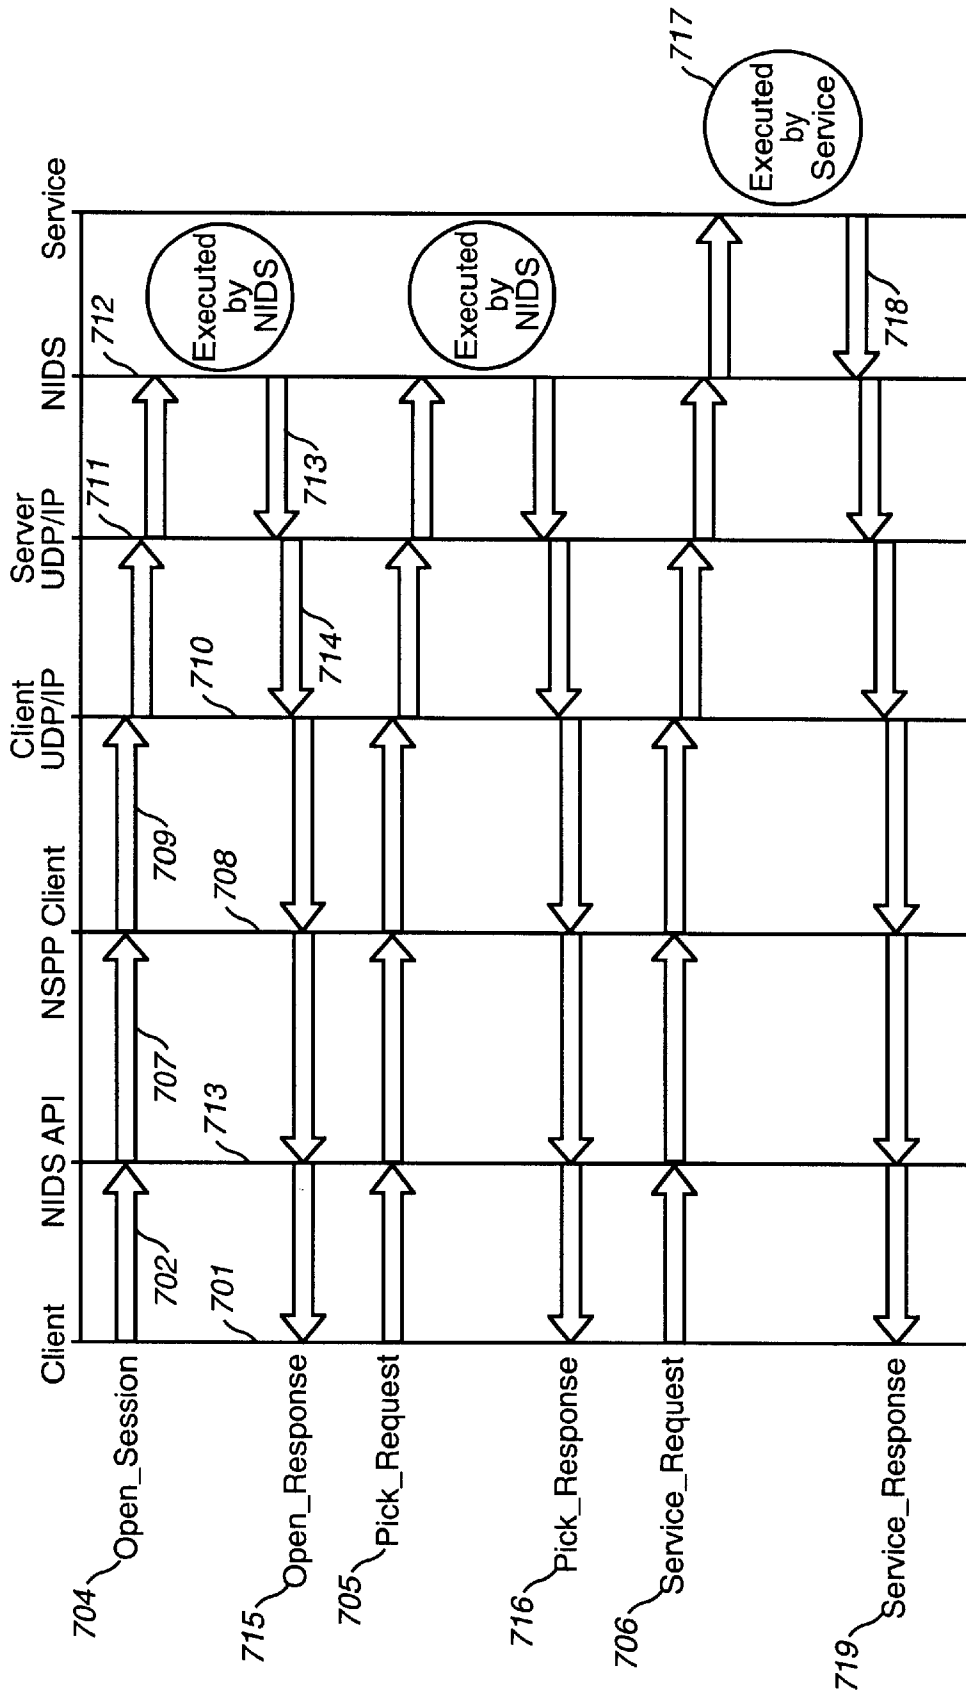 Client
NIDS API
NSPP Client
Client
UDP/IP
Server
UDP/IP
NIDS
Service
704
Open_Session
702
707
709
711
712
701
713
708
710
Executed
by
NIDS
715
Open_Response
714
713
705
Pick_Request
Executed
by
NIDS
716
Pick_Response
706
Service_Request
717
Executed
by
Service
719
Service_Response
718